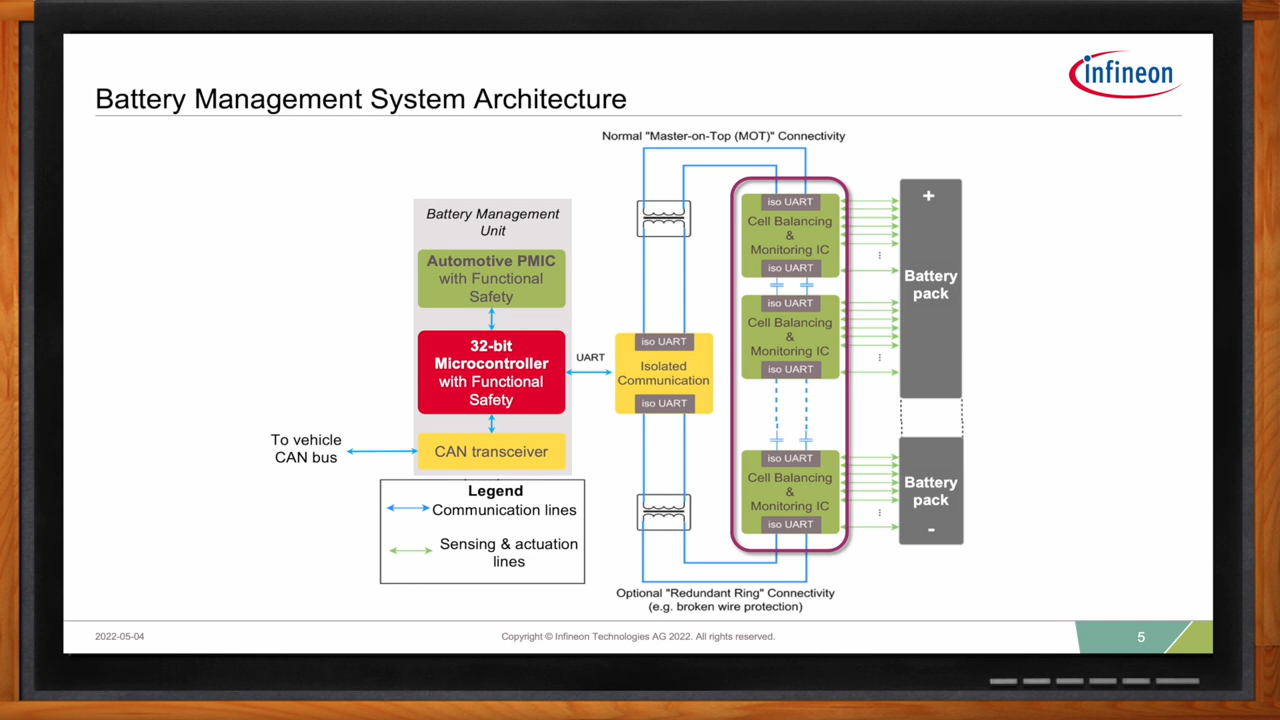 infineon
Battery Management System Architecture
Normal "Master-on-Top (MOT)" Connectivity
Battery Management
Unit
Automotive PMIC
with Functional
Safety
32-bit
Microcontroller
with Functional
Safety
CAN transceiver
To vehicle
CAN bus
UART
iso UART
Isolated
Communication
iso UART
iso UART
Cell Balancing
&
Monitoring IC
iso UART
iso UART
Cell Balancing
&
Monitoring IC
iso UART
iso UART
Cell Balancing
&
Monitoring IC
iso UART
+
Battery
pack
Battery
pack
-
Legend
Communication lines
Sensing & actuation
lines
Optional "Redundant Ring" Connectivity
(e.g. broken wire protection)
2022-05-04
Copyright © Infineon Technologies AG 2022. All rights reserved.
5